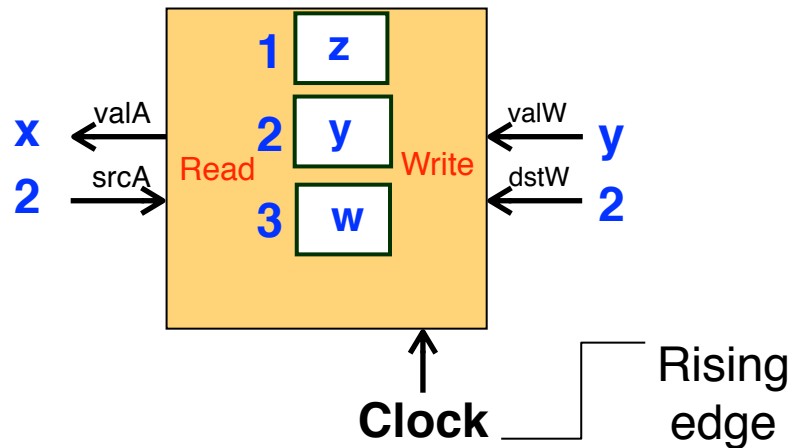 1 z
x valA 2 y valW y
Read Write
2 srcA dstW 2
3 w
Clock
Rising
edge